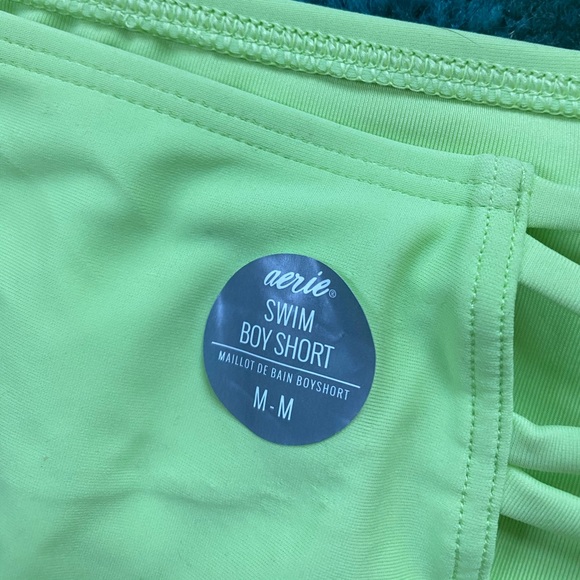 aerie®
SWIM
BOY SHORT
MAILLOT DE BAIN BOYSHORT
M-M